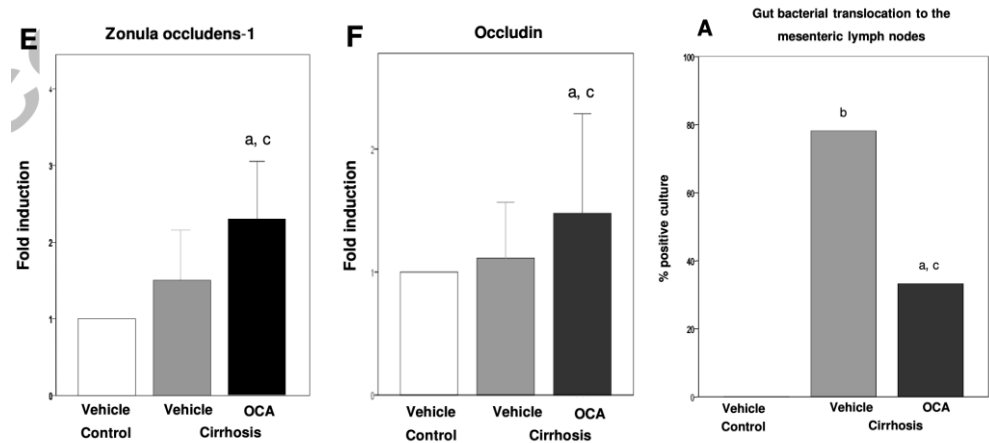 E
Zonula occludens-1
4
3
2
1
0
Fold induction
a, c
Vehicle
Control
Vehicle
OCA
Cirrhosis
F
Occludin
2
1
0
Fold induction
a, c
Vehicle
Control
Vehicle
OCA
Cirrhosis
A
Gut bacterial translocation to the
mesenteric lymph nodes
100
80
60
40
20
0
% positive culture
b
a, c
Vehicle
Control
Vehicle
OCA
Cirrhosis